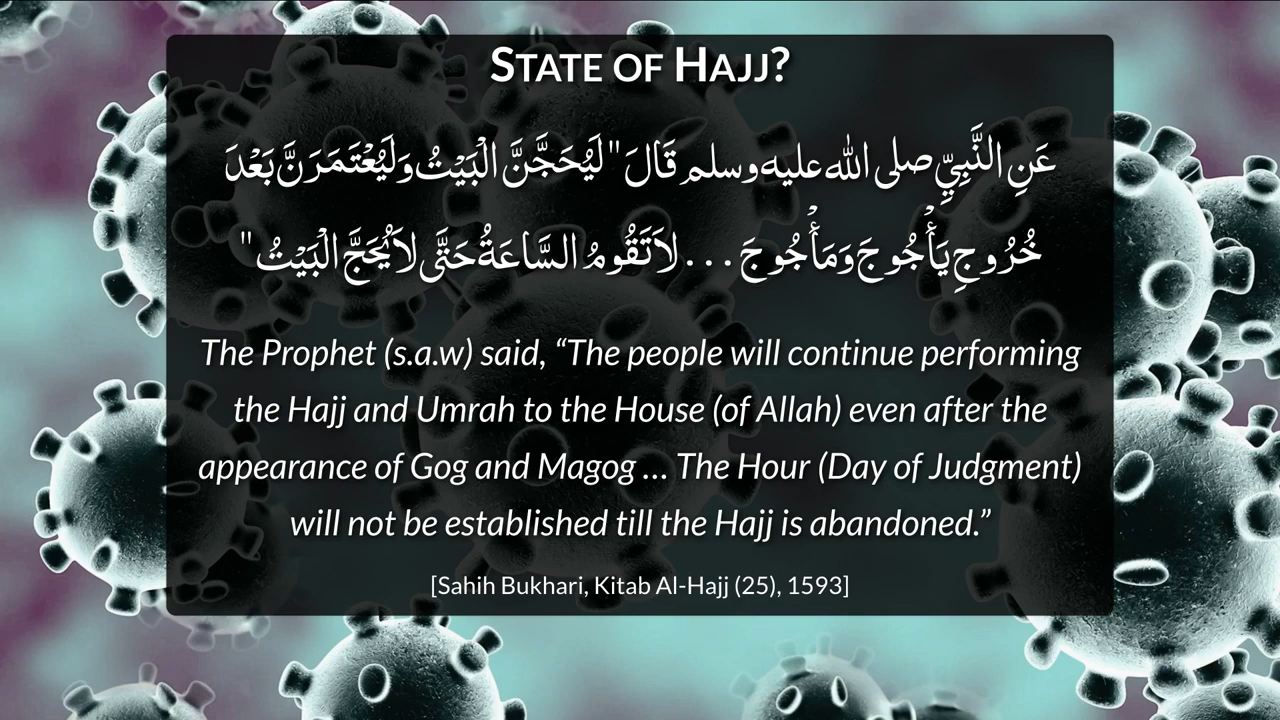 STATE OF HAJJ?
عَنِ النَّبِيِّ صلى الله عليه وسلم قَالَ " لَيُحَجَّنَّ الْبَيْتُ وَلَيُعْتَمَرَنَّ بَعْدَ
خُرُوجِ يَأْجُوجَ وَمَأْجُوجَ ... لاَ تَقُومُ السَّاعَةُ حَتَّى لاَ يُحَجَّ الْبَيْتُ "
The Prophet (s.a.w) said, “The people will continue performing
the Hajj and Umrah to the House (of Allah) even after the
appearance of Gog and Magog ... The Hour (Day of Judgment)
will not be established till the Hajj is abandoned.”
[Sahih Bukhari, Kitab Al-Hajj (25), 1593]